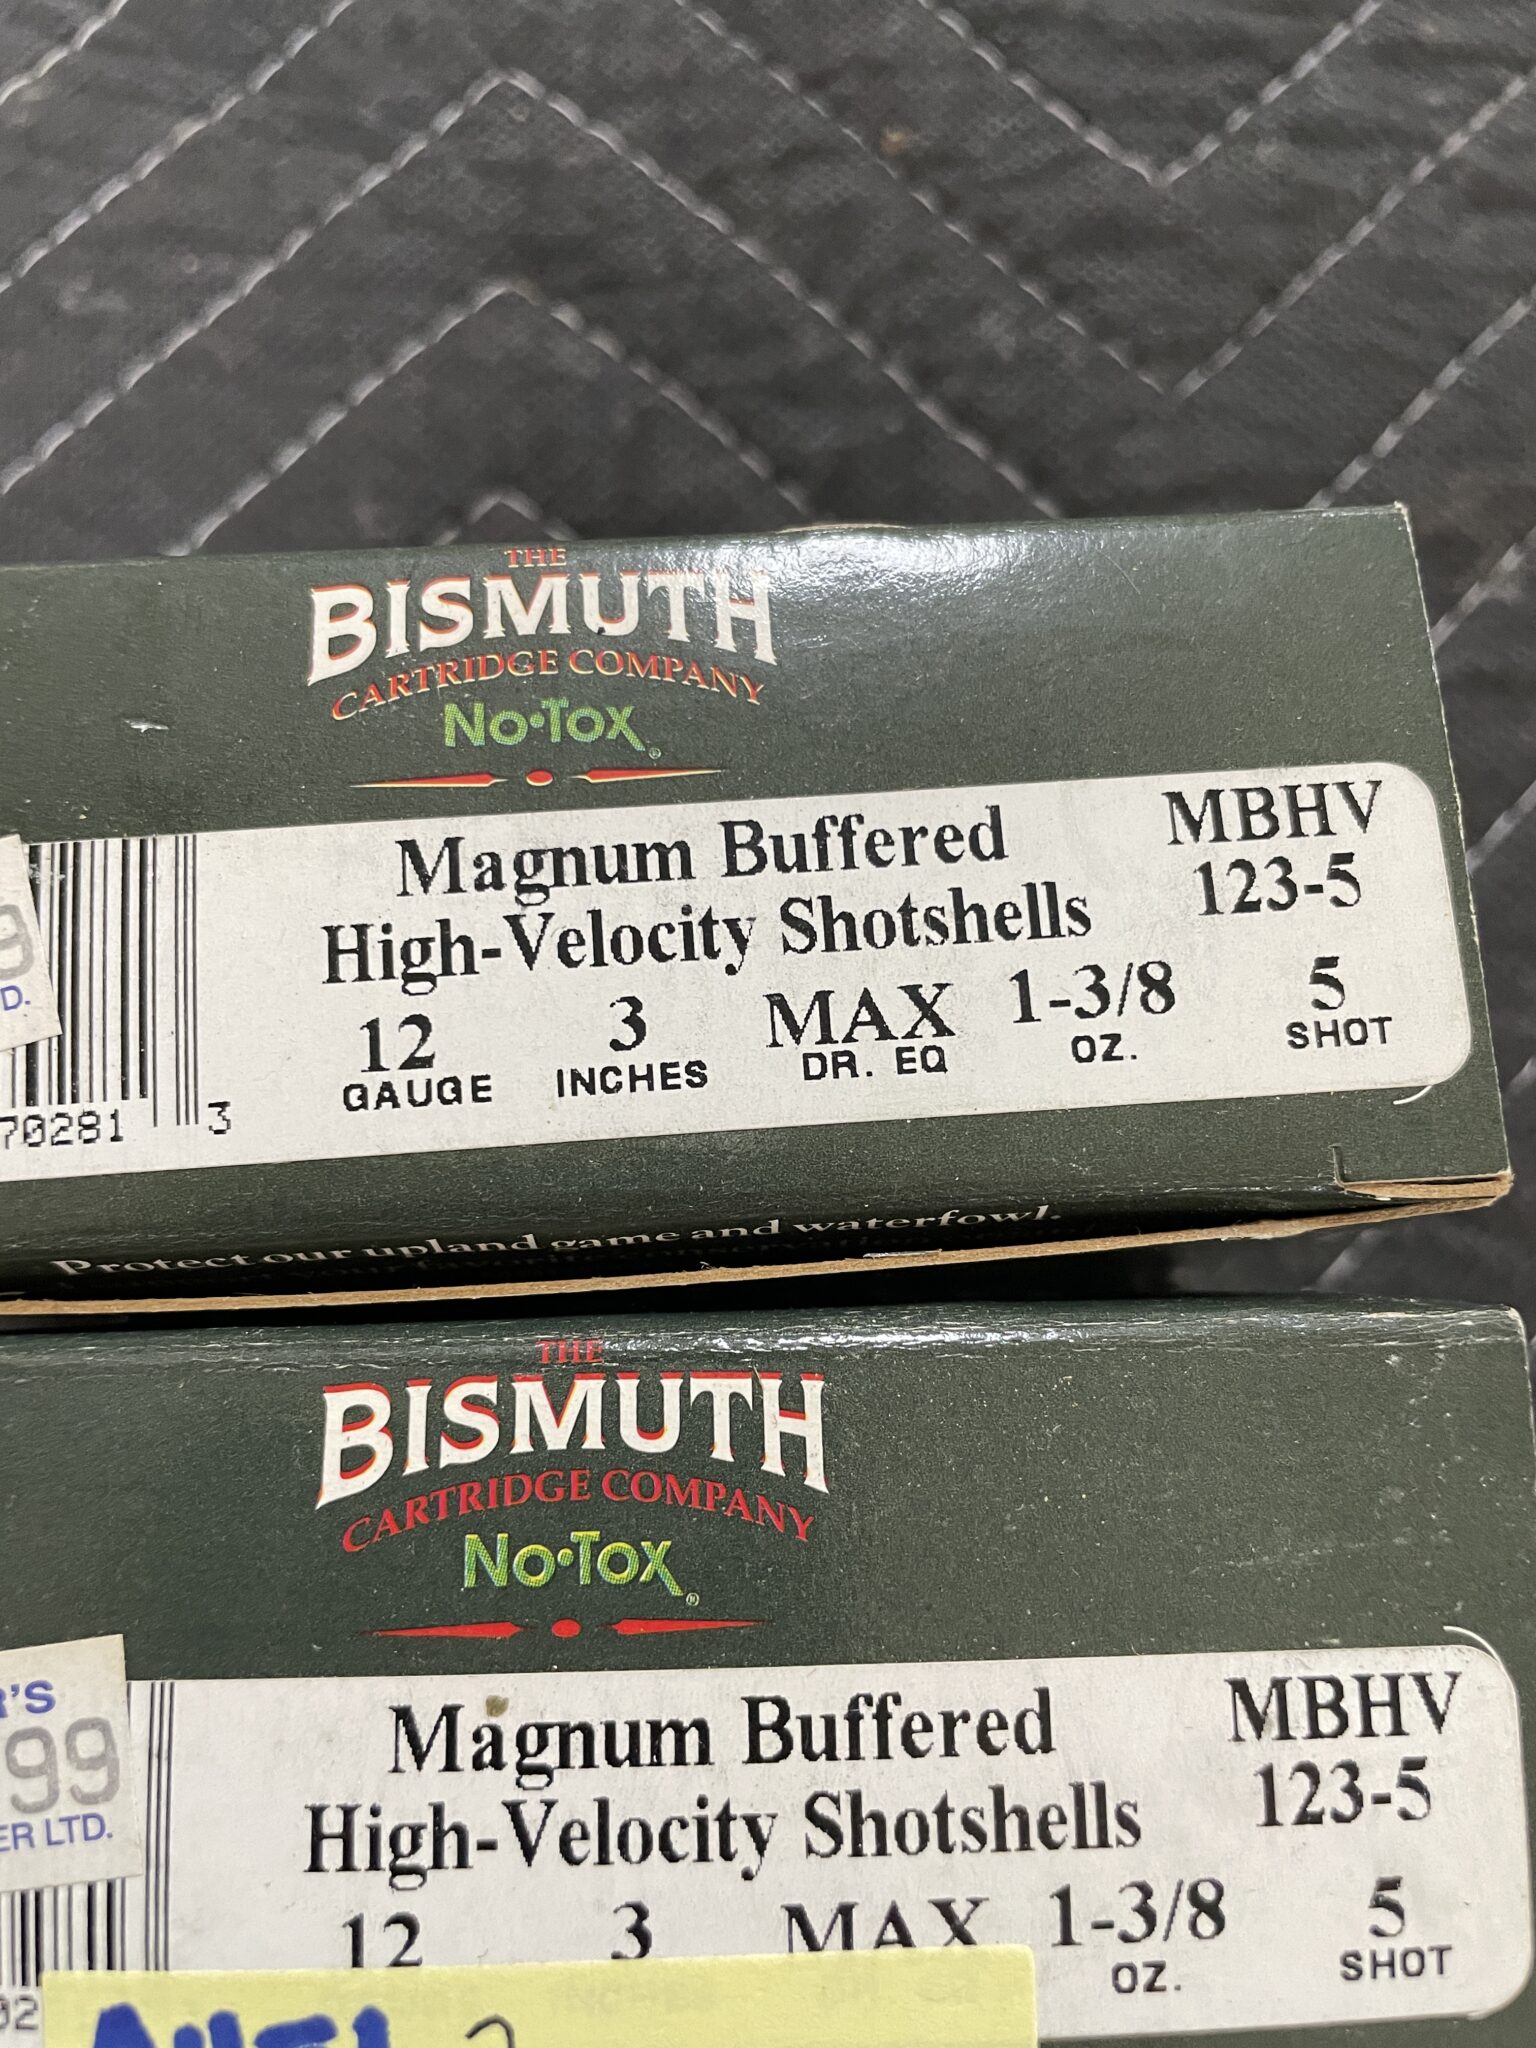 THE
BISMUTH
CARTRIDGE COMPANY
No•Tox®
Magnum Buffered
High-Velocity Shotshells
MBHV
123-5
12 3 MAX 1-3/8 5
GAUGE INCHES DR. EQ OZ. SHOT
9
D.
70281 3
Protect our upland game and waterfowl.
THE
BISMUTH
CARTRIDGE COMPANY
No•Tox®
'S
99
ER LTD.
Magnum Buffered
High-Velocity Shotshells
MBHV
123-5
12 3 MAX 1-3/8 5
OZ. SHOT